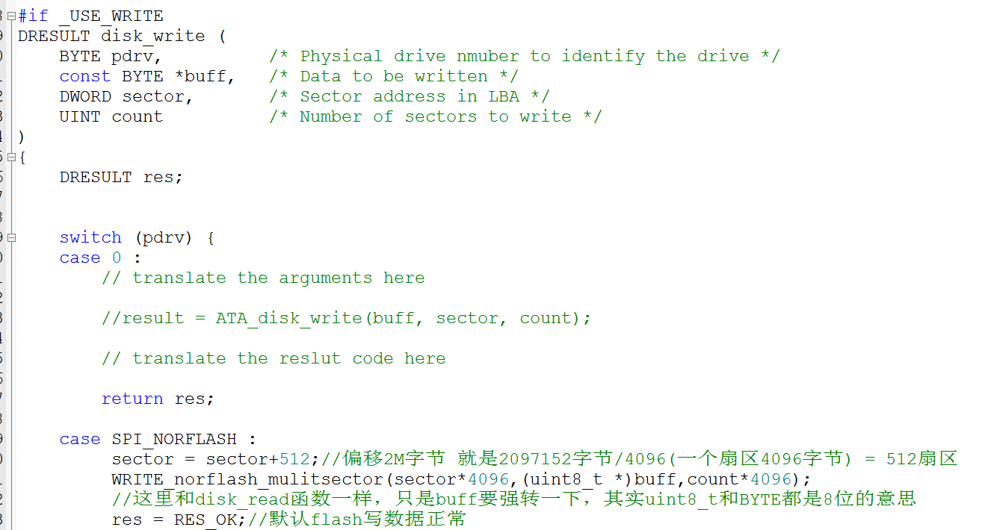 #if _USE_WRITE
DRESULT disk_write (
    BYTE pdrv,          /* Physical drive nmuber to identify the drive */
    const BYTE *buff,   /* Data to be written */
    DWORD sector,       /* Sector address in LBA */
    UINT count          /* Number of sectors to write */
)
{
    DRESULT res;
    switch (pdrv) {
    case 0 :
        // translate the arguments here
        //result = ATA_disk_write(buff, sector, count);
        // translate the reslut code here
        return res;
    case SPI_NORFLASH :
         sector = sector+512;//偏移2M字节 就是2097152字节/4096(一个扇区4096字节) = 512扇区
         WRITE_norflash_mulitsector(sector*4096,(uint8_t *)buff,count*4096);
         //这里和disk_read函数一样，只是buff要强转一下，其实uint8_t和BYTE都是8位的意思
         res = RES_OK;//默认flash写数据正常